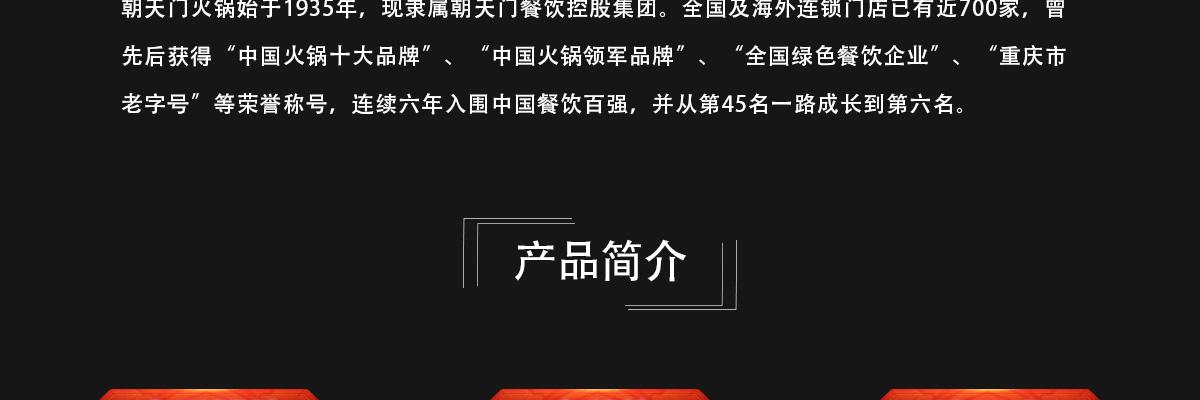 朝天门火锅始于1935年，现隶属朝天门餐饮控股集团。全国及海外连锁门店已有近700家，曾
先后获得“中国火锅十大品牌”、“中国火锅领军品牌”、“全国绿色餐饮企业”、“重庆市
老字号”等荣誉称号，连续六年入围中国餐饮百强，并从第45名一路成长到第六名。
产品简介